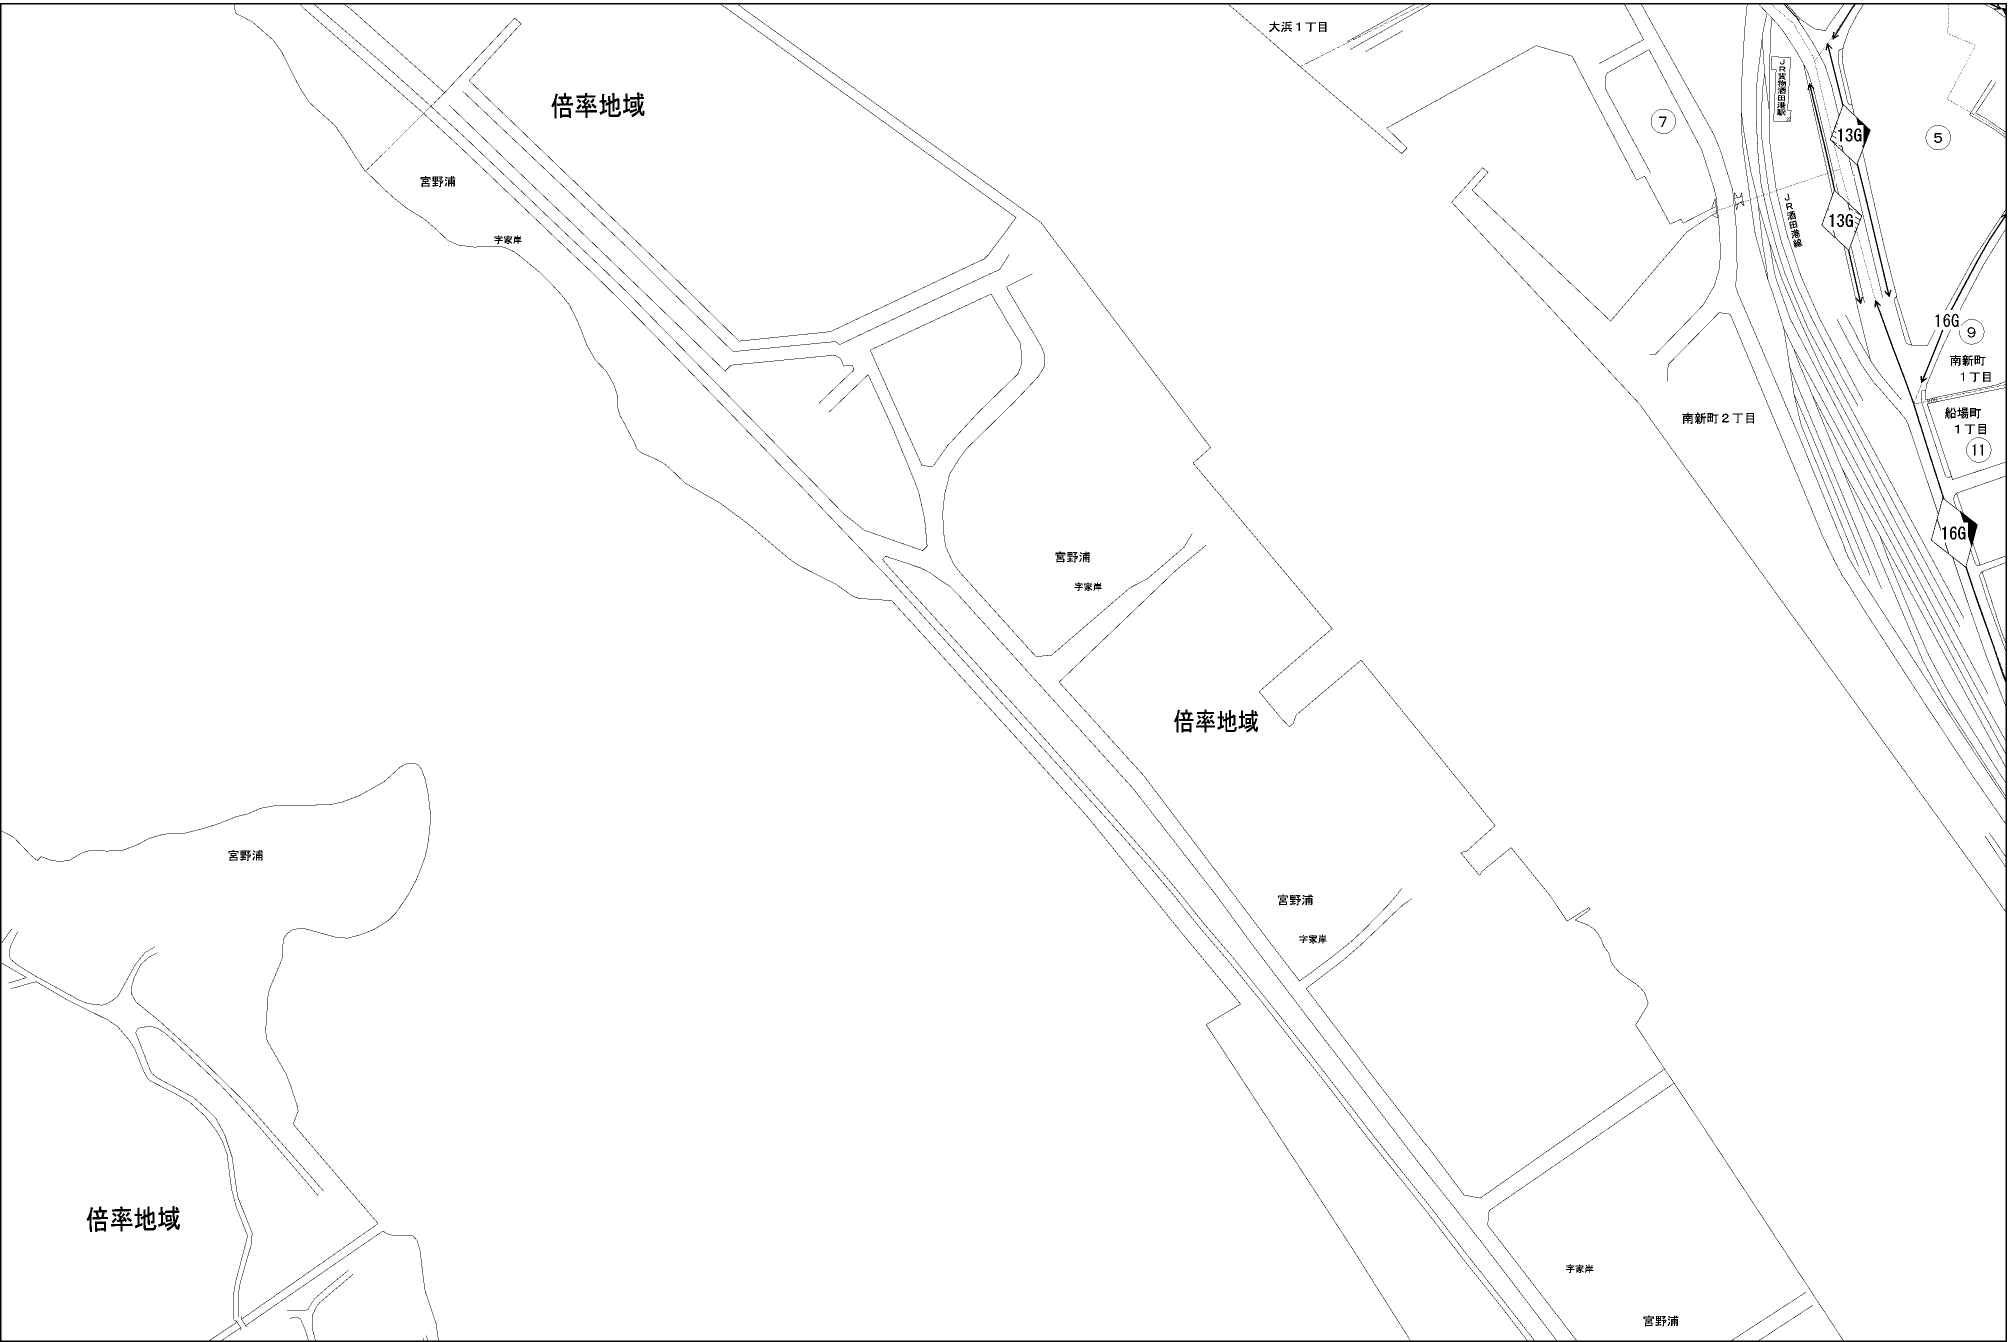 大浜1丁目
倍率地域
JR貨物酒田港駅
⑦
13G
⑤
宮野浦
字家岸
13G
JR酒田港線
16G
⑨
南新町
1丁目
南新町2丁目
船場町
1丁目
⑪
16G
宮野浦
字家岸
倍率地域
宮野浦
宮野浦
字家岸
倍率地域
字家岸
宮野浦